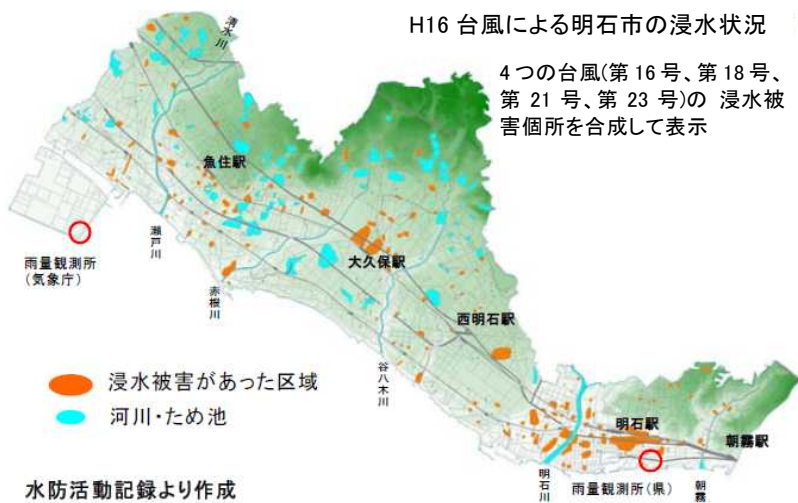 H16 台風による明石市の浸水状況
4つの台風(第 16 号、第 18 号、
第 21 号、第 23 号)の 浸水被
害個所を合成して表示
清水川
魚住駅
雨量観測所
(気象庁)
瀬戸川
赤根川
大久保駅
西明石駅
谷八木川
浸水被害があった区域
河川・ため池
明石駅
朝霧駅
明石川
雨量観測所(県)
朝霧
水防活動記録より作成